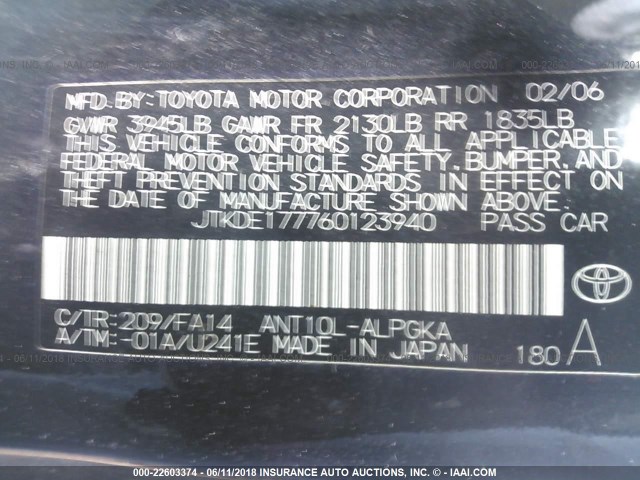 MFD-BY:TOYOTA MOTOR CORPORATION 02/06
GVWR 3945LB GAWR FR 2130LB RR 1835LB
THIS VEHICLE CONFORMS TO ALL APPLICABLE
FEDERAL MOTOR VEHICLE SAFETY,BUMPER,AND
THEFT PREVENTION STANDARDS IN EFFECT ON
THE DATE OF MANUFACTURE SHOWN ABOVE.
JTKDE177760123940 PASS CAR
C/TR:209/FA14 ANT10L-ALPGKA
A/TM:-01A/U241E MADE IN JAPAN 180 A
000-22603374 - 06/11/2018 - INSURANCE AUTO AUCTIONS - © - IAAI.COM